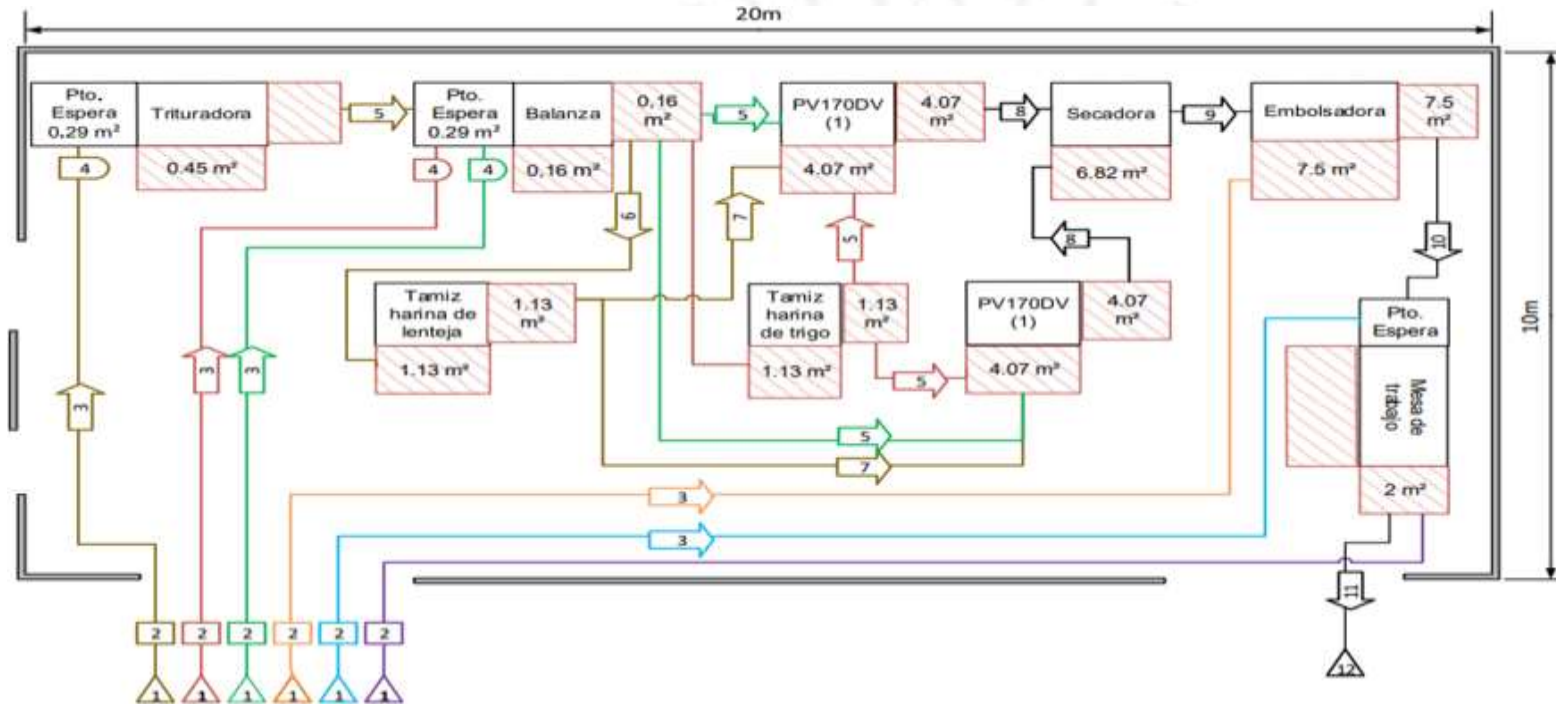 20m
Pto.
Espera
0.29 m²
Trituradora
5
Pto.
Espera
0.29 m²
Balanza
0,16
m²
5
PV170DV
(1)
4.07
m²
8
Secadora
9
Embolsadora
7.5
m²
4
0.45 m²
4
4
0,16 m²
4.07 m²
6.82 m²
7.5 m²
6
7
5
8
10
Tamiz
harina de
lenteja
1.13
m²
1.13 m²
Tamiz
harina
de trigo
1.13
m²
1.13 m²
PV170DV
(1)
4.07
m²
4.07 m²
Pto.
Espera
10m
3
3
3
5
Mesa de
trabajo
5
7
2 m²
3
3
11
2
2
2
2
2
2
1
1
1
1
1
1
12